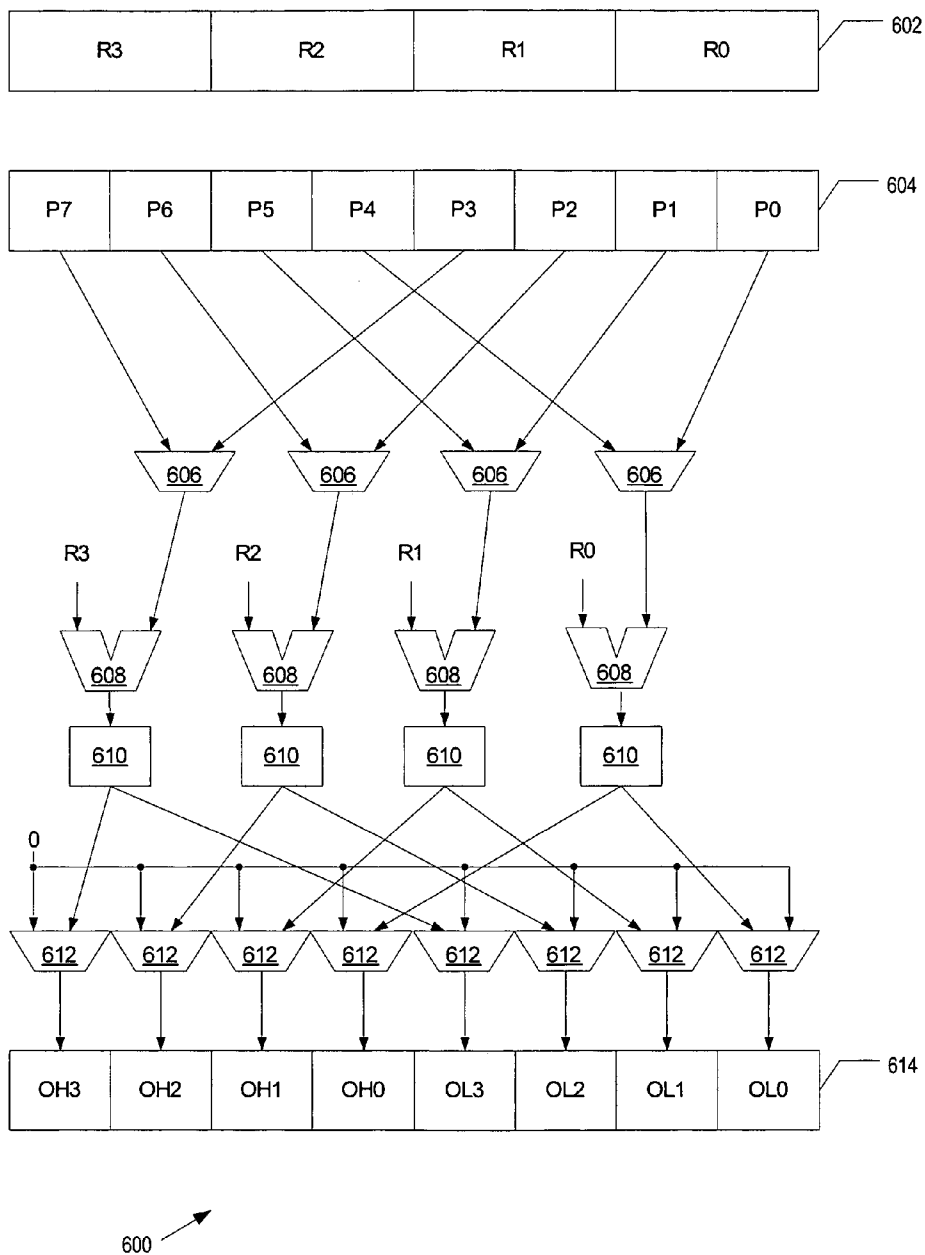 R3 R2 R1 R0 602
P7 P6 P5 P4 P3 P2 P1 P0 604
606 606 606 606
R3 R2 R1 R0
608 608 608 608
610 610 610 610
0
612 612 612 612 612 612 612 612
OH3 OH2 OH1 OH0 OL3 OL2 OL1 OL0 614
600